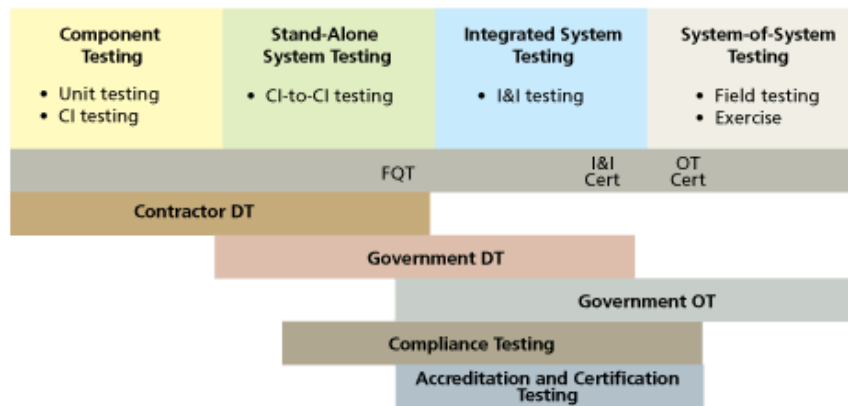 Component
Testing
• Unit testing
• CI testing
Stand-Alone
System Testing
• CI-to-CI testing
Integrated System
Testing
• I&I testing
System-of-System
Testing
• Field testing
• Exercise
FQT
I&I
Cert
OT
Cert
Contractor DT
Government DT
Government OT
Compliance Testing
Accreditation and Certification
Testing